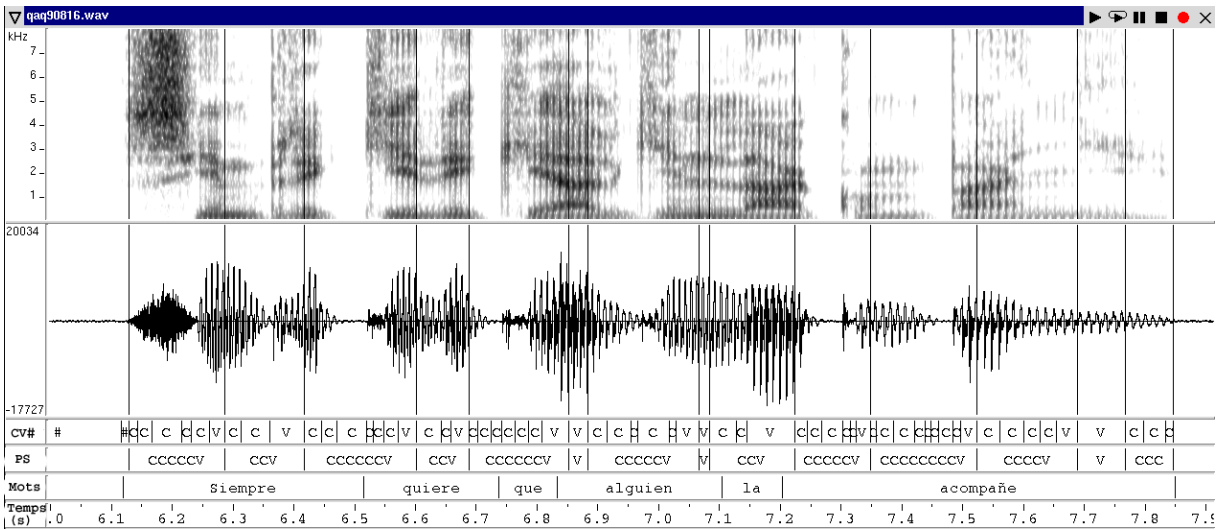 qaq90816.wav
kHz
7
6
5
4
3
2
1
20034
-17727
CV# # # C C C C C V C C V C C C C C C V C C V C C C C C C V V C C C C C V V C C V C C C C C V C C C C C C C C V C C C C V V C C C
PS CCCCCV CCV CCCCCCV CCV CCCCCCV V CCCCCV V CCV CCCCCV CCCCCCCCV CCCCV V CCC
Mots Siempre quiere que alguien la acompañe
Temps
(s) .0 6.1 6.2 6.3 6.4 6.5 6.6 6.7 6.8 6.9 7.0 7.1 7.2 7.3 7.4 7.5 7.6 7.7 7.8 7.9